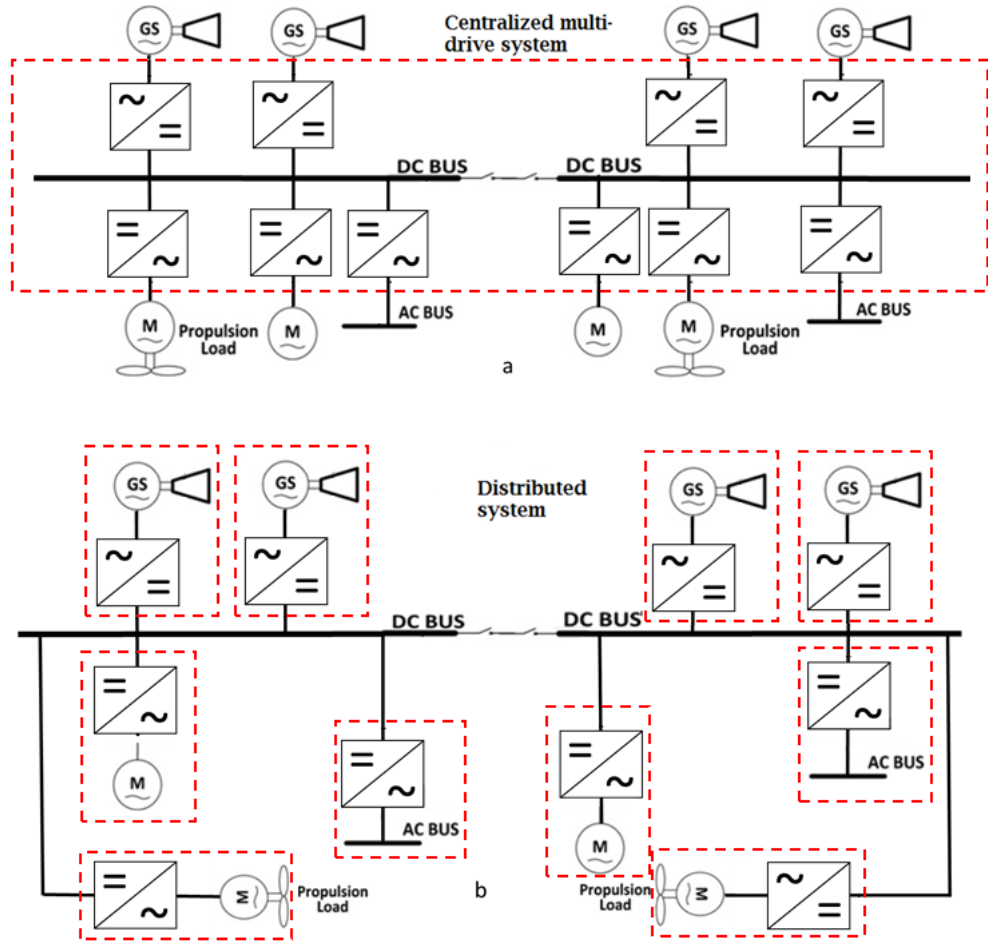 GS
GS
Centralized multi-
drive system
GS
GS
DC BUS
DC BUS
M
Propulsion
Load
M
AC BUS
M
M
Propulsion
Load
AC BUS
a
GS
GS
Distributed
system
GS
GS
DC BUS
DC BUS
M
AC BUS
M
AC BUS
M
Propulsion
Load
b
Propulsion
Load
M